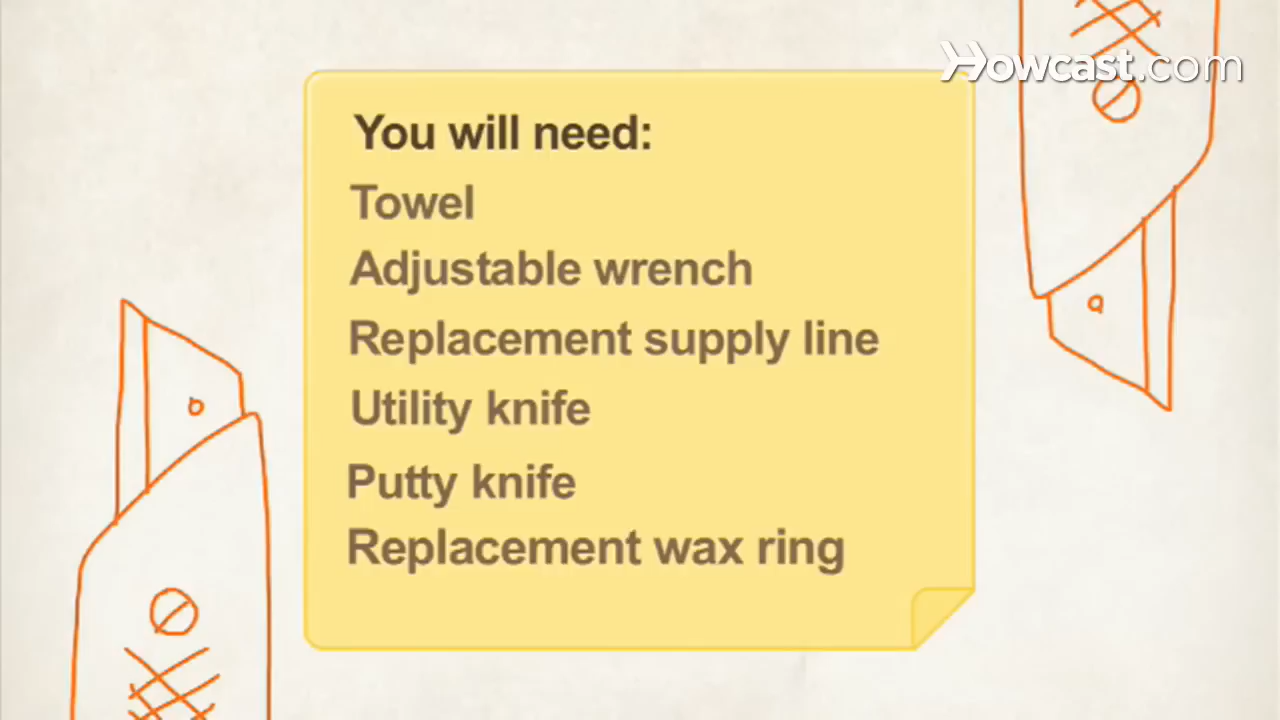 Howcast.com
You will need:
Towel
Adjustable wrench
Replacement supply line
Utility knife
Putty knife
Replacement wax ring